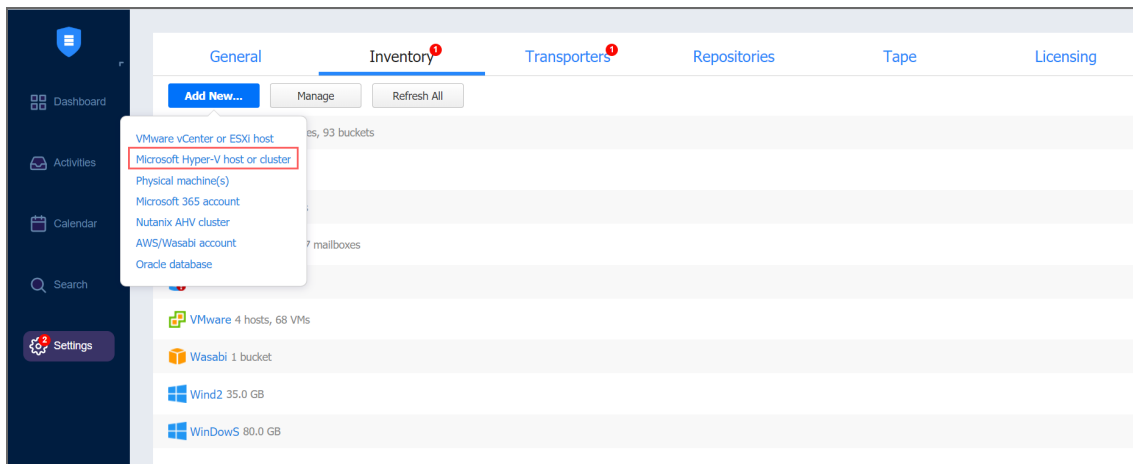 General
Inventory
1
Transporters
1
Repositories
Tape
Licensing
Add New...
Manage
Refresh All
Dashboard
Activities
Calendar
Search
2
Settings
VMware vCenter or ESXi host
Microsoft Hyper-V host or cluster
Physical machine(s)
Microsoft 365 account
Nutanix AHV cluster
AWS/Wasabi account
Oracle database
93 buckets
mailboxes
VMware 4 hosts, 68 VMs
Wasabi 1 bucket
Wind2 35.0 GB
WinDowS 80.0 GB